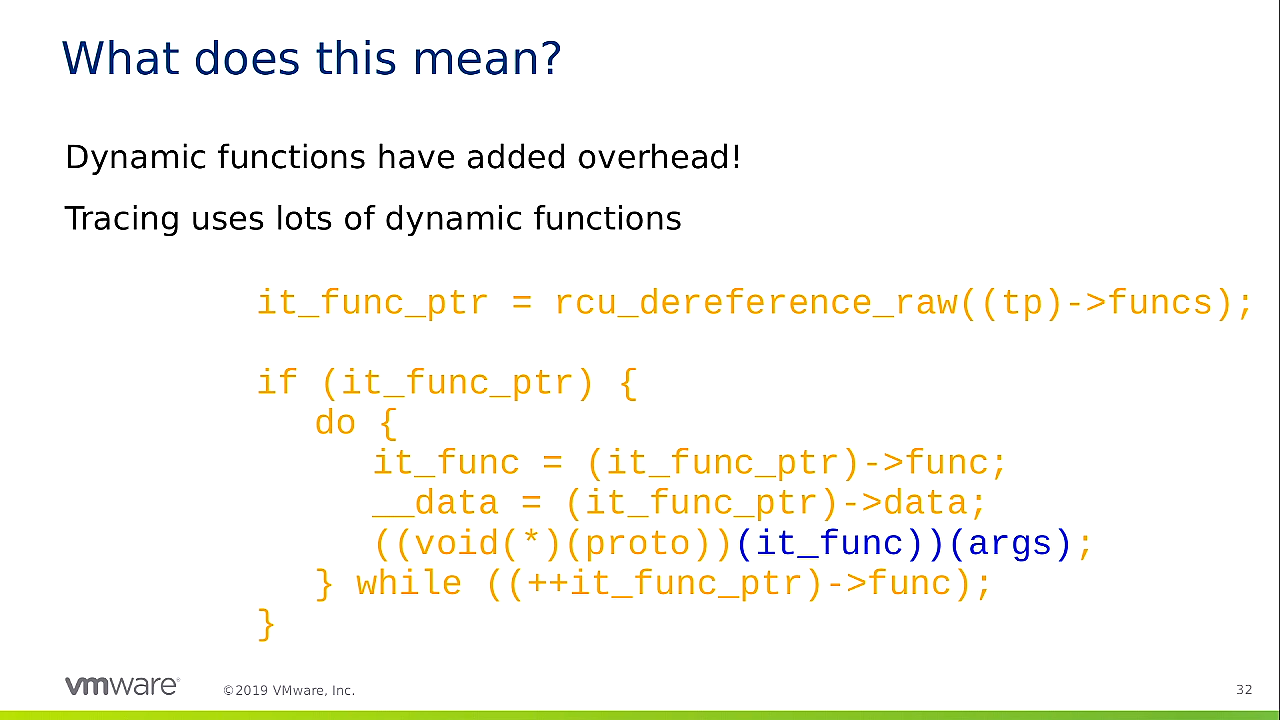 What does this mean?
Dynamic functions have added overhead!
Tracing uses lots of dynamic functions
it_func_ptr = rcu_dereference_raw((tp)->funcs);
if (it_func_ptr) {
do {
it_func = (it_func_ptr)->func;
__data = (it_func_ptr)->data;
((void(*)(proto))(it_func))(args);
} while ((++it_func_ptr)->func);
}
vmware
©2019 VMware, Inc.
32